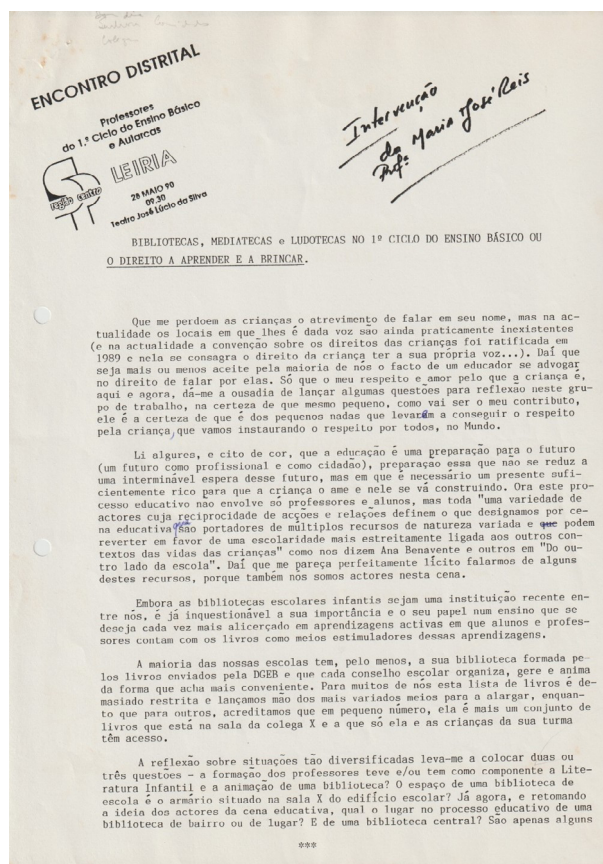 ENCONTRO DISTRITAL
Professores
do 1.º Ciclo do Ensino Básico
e Autarcas
região centro
LEIRIA
28 MAIO 90
09.30
Teatro José Lúcio da Silva
Intervenção
da
Profª Maria José Reis
BIBLIOTECAS, MEDIATECAS e LUDOTECAS NO 1º CICLO DO ENSINO BÁSICO OU
O DIREITO A APRENDER E A BRINCAR.
Que me perdoem as crianças o atrevimento de falar em seu nome, mas na ac-
tualidade os locais em que lhes é dada voz são ainda praticamente inexistentes
(e na actualidade a convenção sobre os direitos das crianças foi ratificada em
1989 e nela se consagra o direito da criança ter a sua própria voz...). Daí que
seja mais ou menos aceite pela maioria de nós o facto de um educador se advogar
no direito de falar por elas. Só que o meu respeito e amor pelo que a criança é,
aqui e agora, dá-me a ousadia de lançar algumas questões para reflexão neste gru-
po de trabalho, na certeza de que mesmo pequeno, como vai ser o meu contributo,
ele é a certeza de que é dos pequenos nadas que a conseguir o respeito
pela criança, que vamos instaurando o respeito por todos, no Mundo.
Li algures, e cito de cor, que a educação é uma preparação para o futuro
(um futuro como profissional e como cidadão), preparação essa que não se reduz a
uma interminável espera desse futuro, mas em que é necessário um presente sufi-
cientemente rico para que a criança o ame e nele se vá construindo. Ora este pro-
cesso educativo não envolve só professores e alunos, mas toda "uma variedade de
actores cuja reciprocidade de acções e relações definem o que designamos por ce-
na educativa que são portadores de múltiplos recursos de natureza variada e que podem
reverter em favor de uma escolaridade mais estreitamente ligada aos outros con-
textos das vidas das crianças" como nos dizem Ana Benavente e outros em "Do ou-
tro lado da escola". Daí que me pareça perfeitamente lícito falarmos de alguns
destes recursos, porque também nós somos actores nesta cena.
Embora as bibliotecas escolares infantis sejam uma instituição recente en-
tre nós, é já inquestionável a sua importância e o seu papel num ensino que se
deseja cada vez mais alicerçado em aprendizagens activas em que alunos e profes-
sores contam com os livros como meios estimuladores dessas aprendizagens.
A maioria das nossas escolas tem, pelo menos, a sua biblioteca formada pe-
los livros enviados pela DGEB e que cada conselho escolar organiza, gere e anima
da forma que acha mais conveniente. Para muitos de nós esta lista de livros é de-
masiado restrita e lançamos mão dos mais variados meios para a alargar, enquan-
to que para outros, acreditamos que em pequeno número, ela é mais um conjunto de
livros que está na sala da colega X e a que só ela e as crianças da sua turma
têm acesso.
A reflexão sobre situações tão diversificadas leva-me a colocar duas ou
três questões - a formação dos professores teve e/ou tem como componente a Lite-
ratura Infantil e a animação de uma biblioteca? O espaço de uma biblioteca de
escola é o armário situado na sala X do edifício escolar? Já agora, e retomando
a ideia dos actores da cena educativa, qual o lugar no processo educativo de uma
biblioteca de bairro ou de lugar? E de uma biblioteca central? São apenas alguns
***